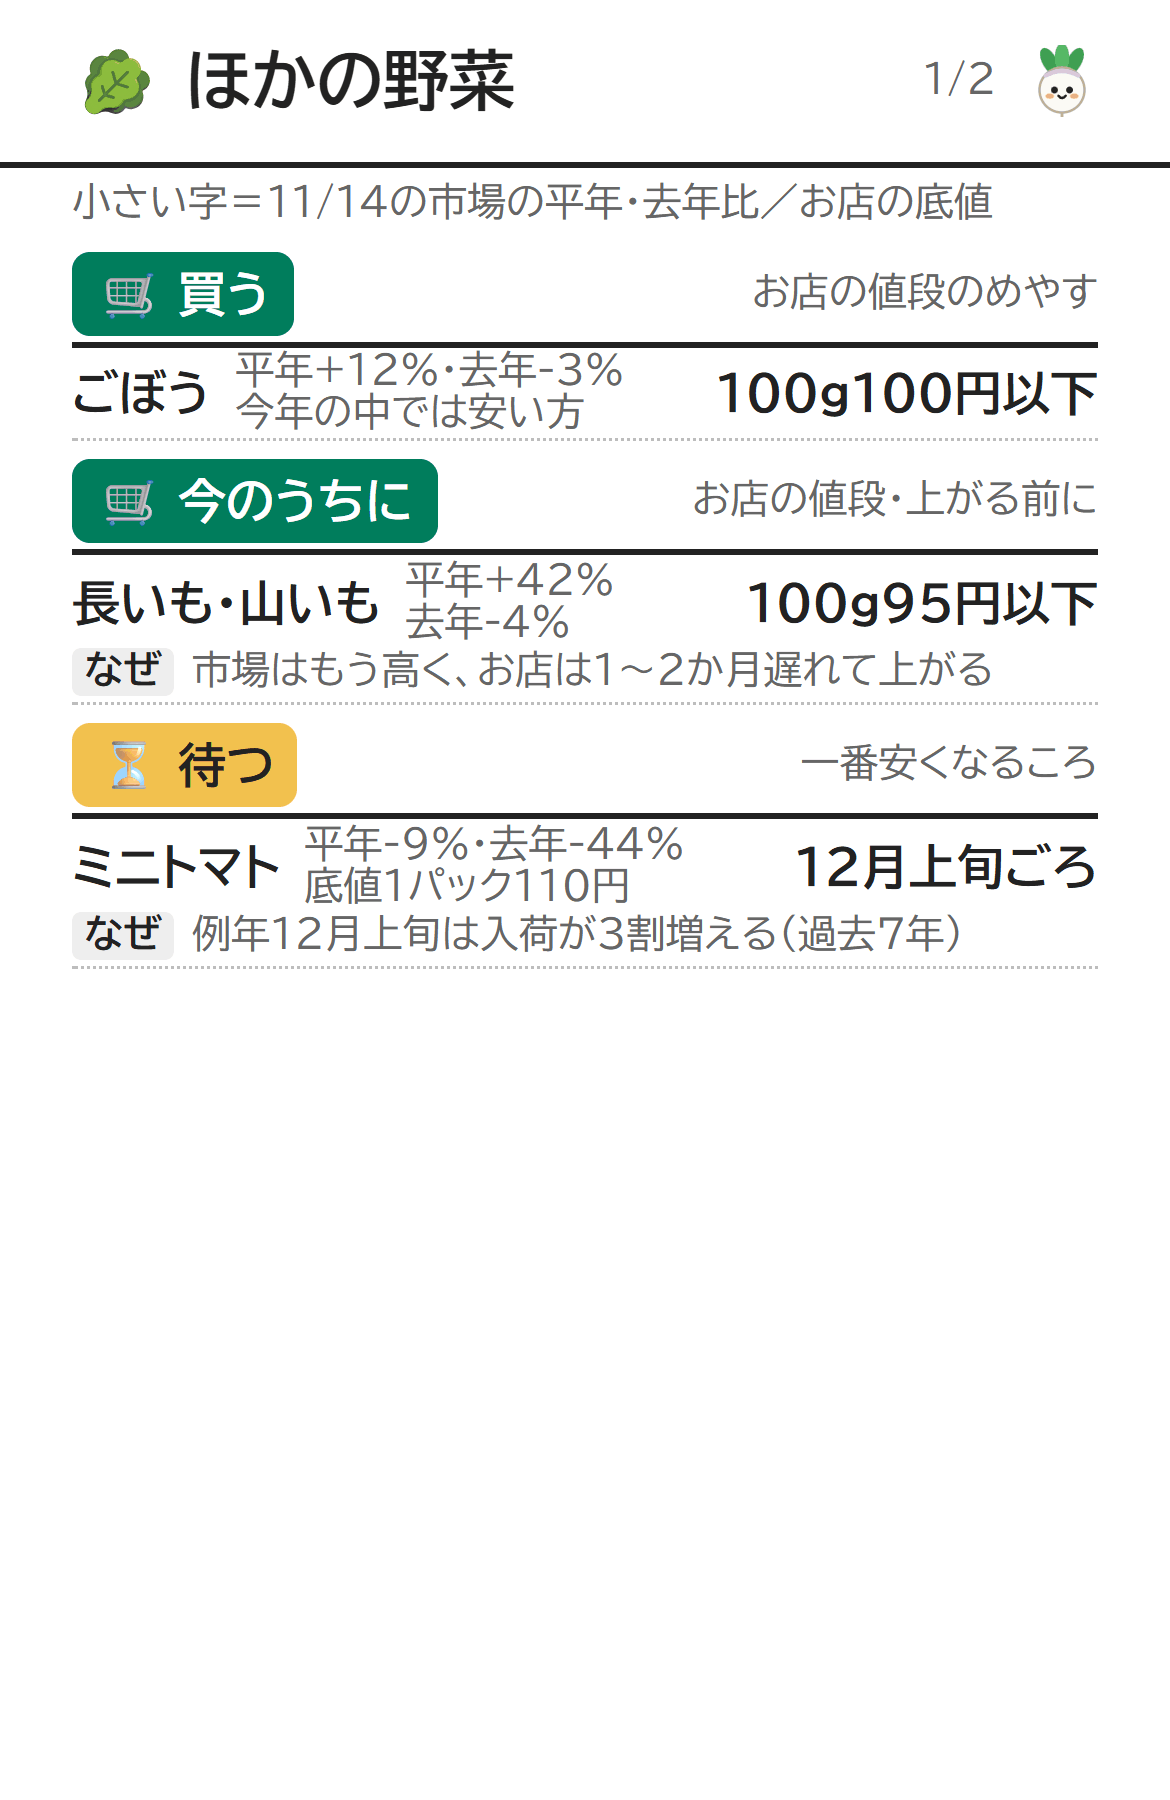 ほかの野菜
1/2
小さい字＝11/14の市場の平年・去年比／お店の底値
買う
お店の値段のめやす
ごぼう
平年+12%・去年-3%
今年の中では安い方
100g100円以下
今のうちに
お店の値段・上がる前に
長いも・山いも
平年+42%
去年-4%
100g95円以下
なぜ 市場はもう高く、お店は1～2か月遅れて上がる
待つ
一番安くなるころ
ミニトマト
平年-9%・去年-44%
底値1パック110円
12月上旬ごろ
なぜ 例年12月上旬は入荷が3割増える（過去7年）